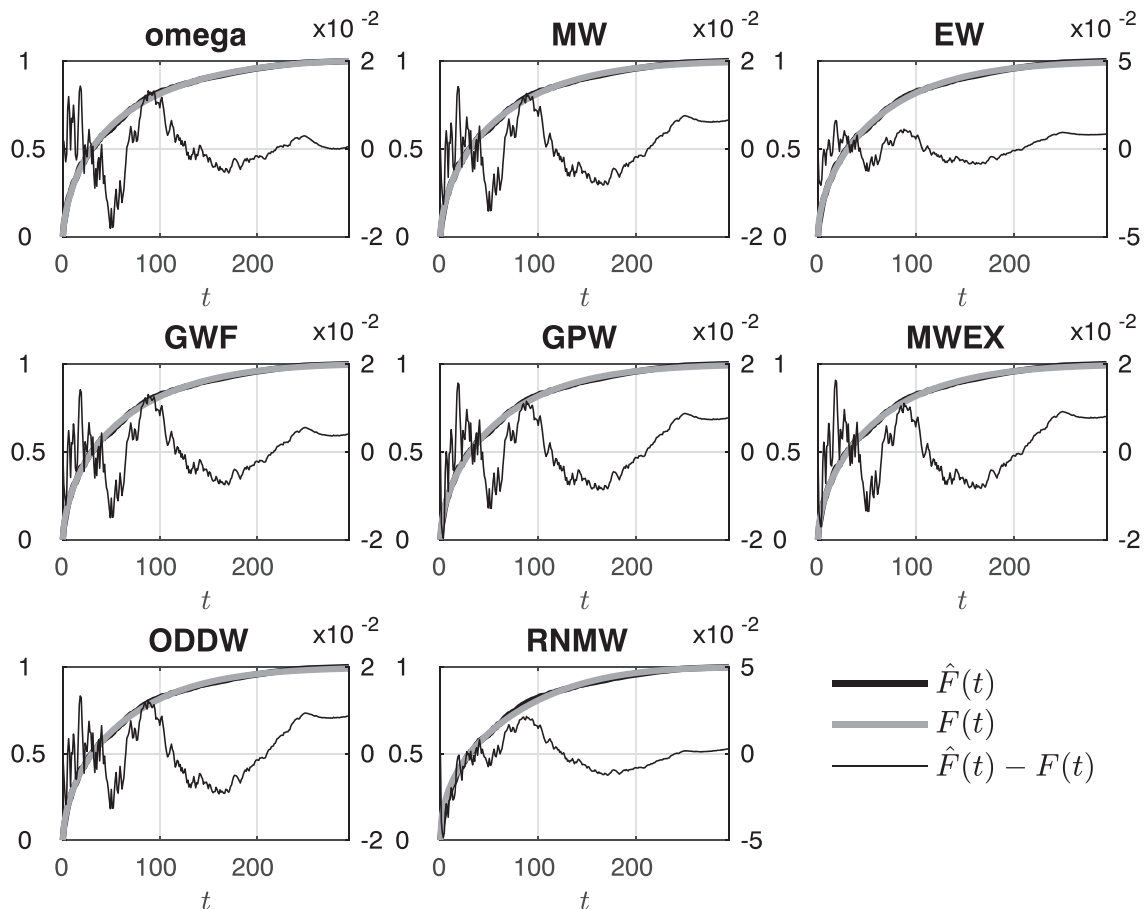 omega x10 -2 MW x10 -2 EW x10 -2
1 2 1 2 1 5
0.5 0 0.5 0 0.5 0
0 -2 0 -2 0 -5
0 100 200 0 100 200 0 100 200
t t t
GWF x10 -2 GPW x10 -2 MWEX x10 -2
1 2 1 2 1 2
0.5 0 0.5 0 0.5 0
0 -2 0 -2 0 -2
0 100 200 0 100 200 0 100 200
t t t
ODDW x10 -2 RNMW x10 -2
1 2 1 5
0.5 0 0.5 0
0 -2 0 -5
0 100 200 0 100 200
t t
F̂(t)
F(t)
F̂(t) − F(t)